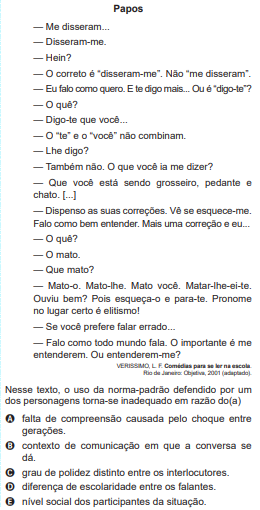 Papos
— Me disseram...
— Disseram-me.
— Hein?
— O correto é “disseram-me”. Não “me disseram”.
— Eu falo como quero. E te digo mais... Ou é “digo-te”?
— O quê?
— Digo-te que você...
— O “te” e o “você” não combinam.
— Lhe digo?
— Também não. O que você ia me dizer?
— Que você está sendo grosseiro, pedante e
chato. [...]
— Dispenso as suas correções. Vê se esquece-me.
Falo como bem entender. Mais uma correção e eu...
— O quê?
— O mato.
— Que mato?
— Mato-o. Mato-lhe. Mato você. Matar-lhe-ei-te.
Ouviu bem? Pois esqueça-o e para-te. Pronome
no lugar certo é elitismo!
— Se você prefere falar errado...
— Falo como todo mundo fala. O importante é me
entenderem. Ou entenderem-me?
VERISSIMO, L. F. Comédias para se ler na escola.
Rio de Janeiro: Objetiva, 2001 (adaptado).
Nesse texto, o uso da norma-padrão defendido por um
dos personagens torna-se inadequado em razão do(a)
A falta de compreensão causada pelo choque entre
gerações.
B contexto de comunicação em que a conversa se
dá.
C grau de polidez distinto entre os interlocutores.
D diferença de escolaridade entre os falantes.
E nível social dos participantes da situação.